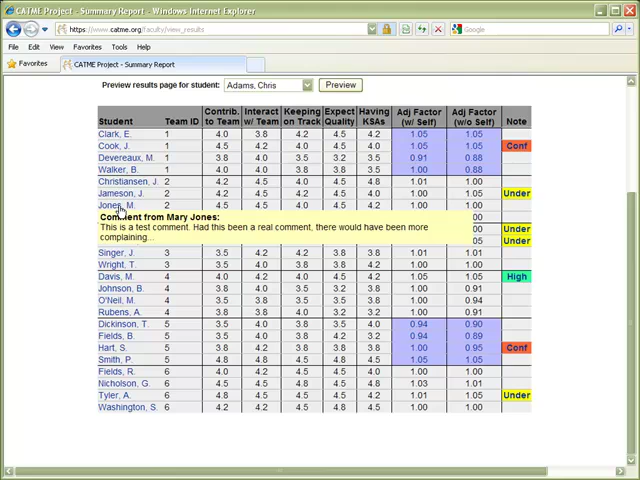 CATME Project - Summary Report - Windows Internet Explorer
https://www.catme.org/faculty/view_results
Google
File Edit View Favorites Tools Help
Favorites CATME Project - Summary Report
Preview results page for student: Adams, Chris Preview
Student Team ID Contrib. to Team Interact w/ Team Keeping on Track Expect Quality Having KSAs Adj Factor (w/ Self) Adj Factor (w/o Self) Note
Clark, E. 1 4.0 3.8 4.2 4.5 4.2 1.05 1.05
Cook, J. 1 4.2 4.0 4.2 4.5 4.2 1.05 1.05 Conf
Devereaux, M. 1 3.8 4.0 3.5 3.2 3.5 0.91 0.88
Walker, B. 1 3.8 4.0 3.8 4.2 3.8 1.00 0.88
Christiansen, J. 2 4.2 4.5 4.2 4.5 4.8 1.01 1.00
Jameson, J. 2 4.5 4.8 4.5 4.5 4.2 1.00 1.05 Under
Jones, M. 2 4.2 4.5 4.2 4.5 4.2 1.00 1.00
Comment from Mary Jones: 00
This is a test comment. Had this been a real comment, there would have been more 00 Under
complaining... 05 Under
Singer, J. 3 3.5 4.2 3.8 4.2 4.2 1.01 1.01
Wright, T. 3 3.5 4.0 3.8 3.8 4.2 1.00 1.00
Davis, M. 4 4.2 4.0 4.2 4.5 4.2 1.05 1.05 High
Johnson, B. 4 3.8 4.0 3.5 4.2 4.2 1.00 0.91
O'Neil, M. 4 3.5 4.0 3.8 3.8 4.2 1.00 0.94
Rubens, A. 4 3.8 4.2 3.5 4.2 3.8 1.00 0.91
Dickinson, T. 5 3.5 4.0 3.8 3.5 4.0 0.94 0.90
Fields, B. 5 3.5 4.0 3.8 3.2 4.2 0.94 0.89
Hart, S. 5 3.8 4.2 3.8 3.8 3.8 1.00 0.95 Conf
Smith, P. 5 4.8 4.8 4.5 4.8 4.5 1.05 1.05
Fields, R. 6 4.2 4.5 4.0 4.5 4.5 1.00 1.00
Nicholson, G. 6 4.5 4.5 4.8 4.5 4.8 1.03 1.01
Tyler, A. 6 4.2 4.8 4.5 4.5 4.5 1.01 1.05 Under
Washington, S. 6 4.2 4.2 4.5 4.8 4.5 1.00 1.00